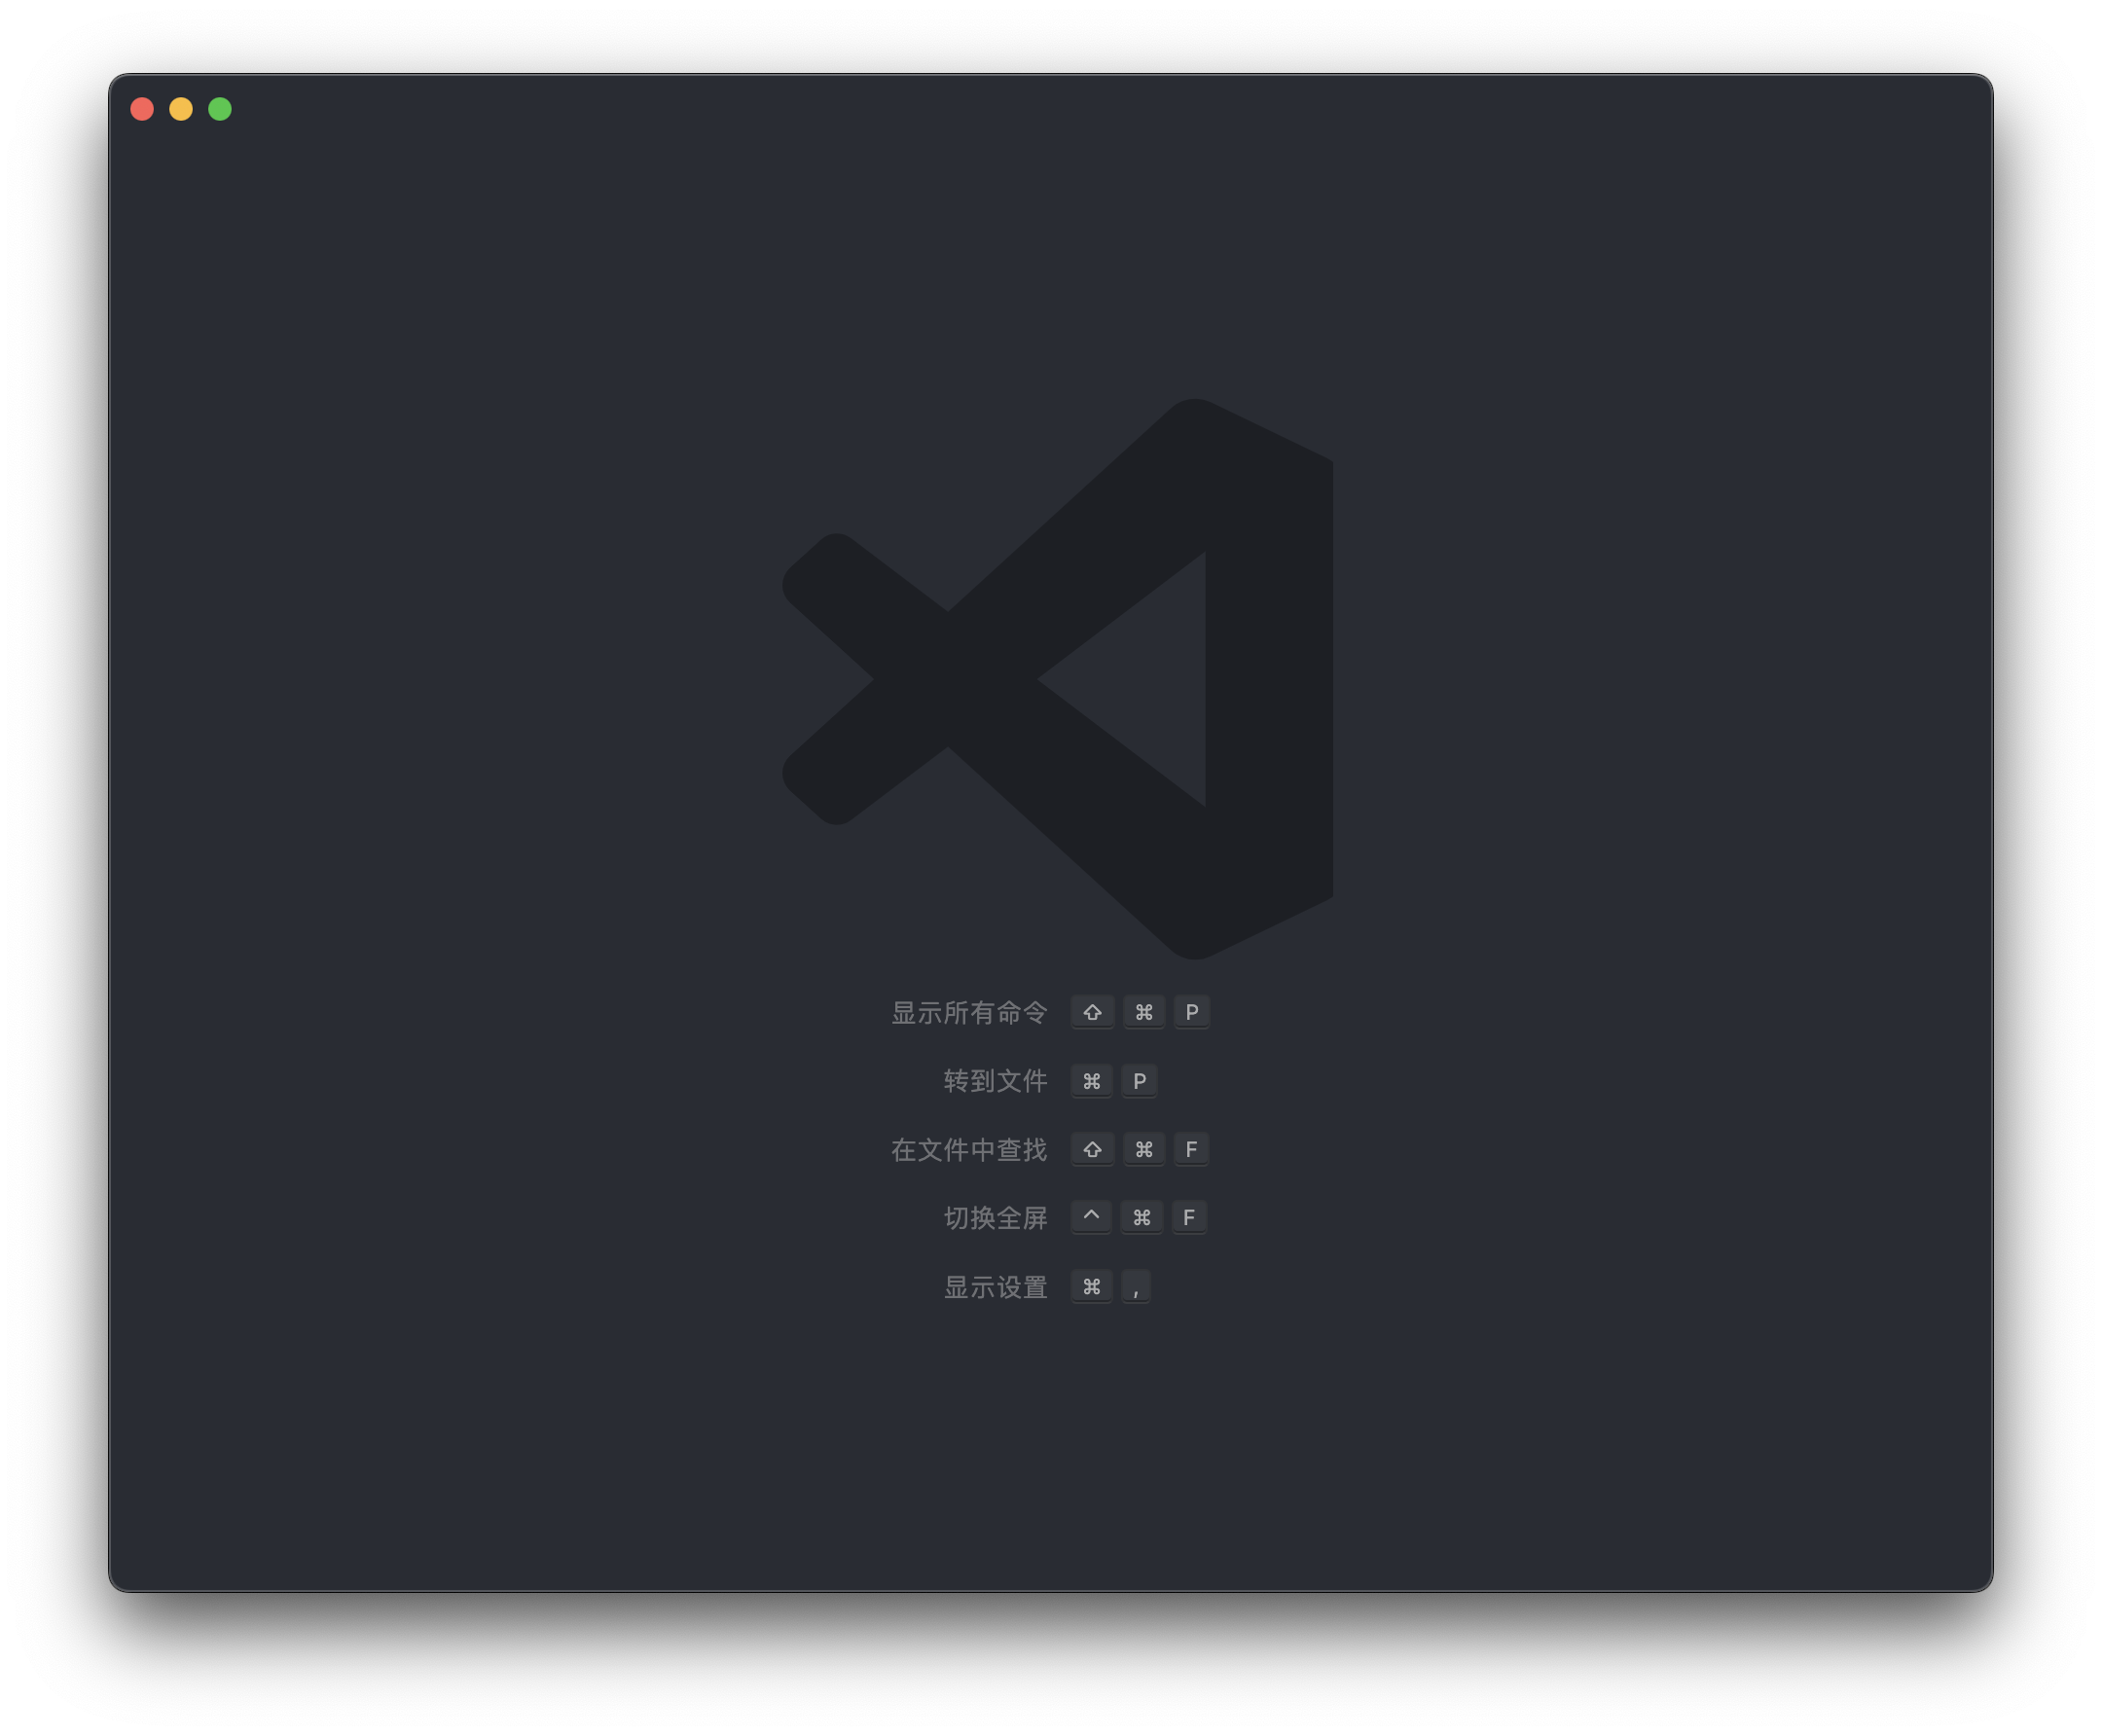 显示所有命令 ⇧ ⌘ P
转到文件 ⌘ P
在文件中查找 ⇧ ⌘ F
切换全屏 ^ ⌘ F
显示设置 ⌘ ,